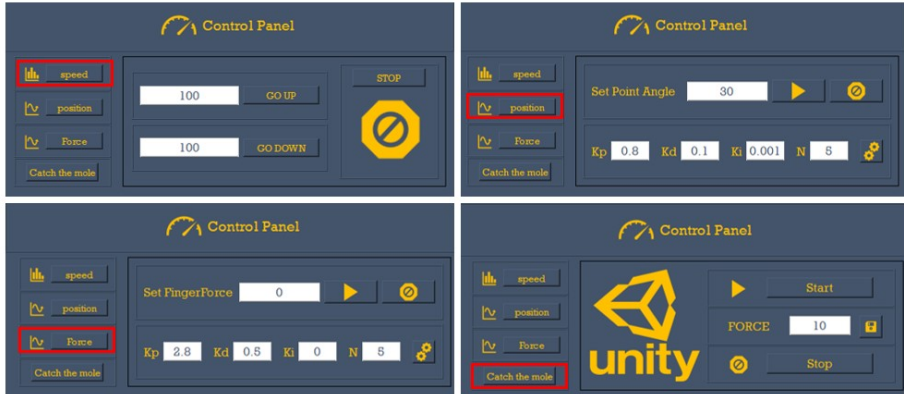 Control Panel
speed
position
Force
Catch the mole
100 GO UP
100 GO DOWN
STOP
Control Panel
speed
position
Force
Catch the mole
Set Point Angle 30
Kp 0.8 Kd 0.1 Ki 0.001 N 5
Control Panel
speed
position
Force
Catch the mole
Set FingerForce 0
Kp 2.8 Kd 0.5 Ki 0 N 5
Control Panel
speed
position
Force
Catch the mole
unity
Start
FORCE 10
Stop